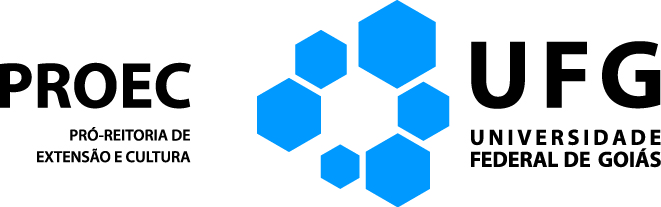 PROEC
PRÓ-REITORIA DE
EXTENSÃO E CULTURA
UFG
UNIVERSIDADE
FEDERAL DE GOIÁS